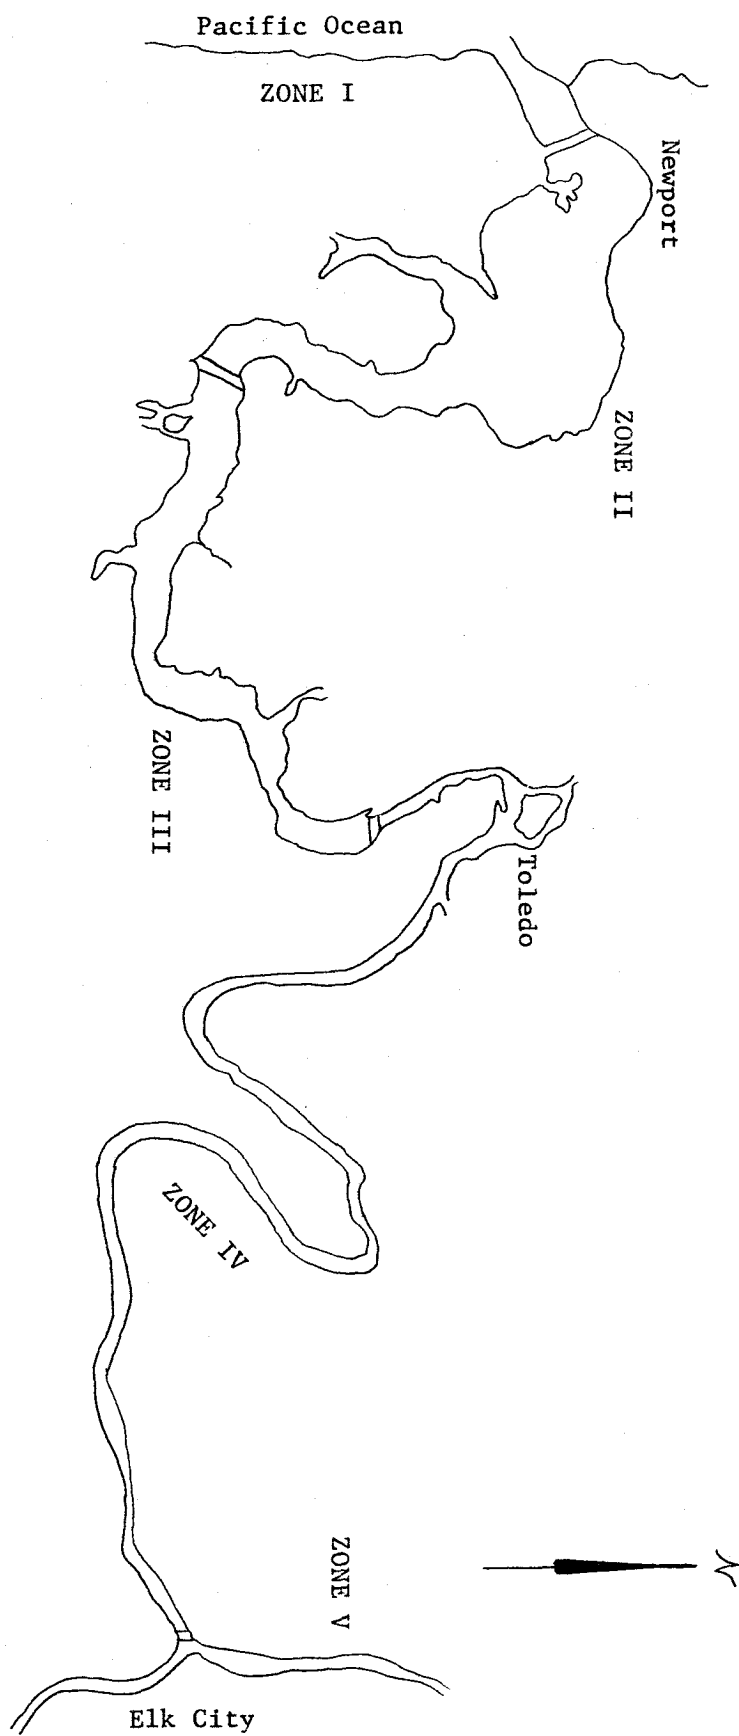 Pacific Ocean
ZONE I
Newport
ZONE II
ZONE III
Toledo
ZONE IV
ZONE V
N
Elk City